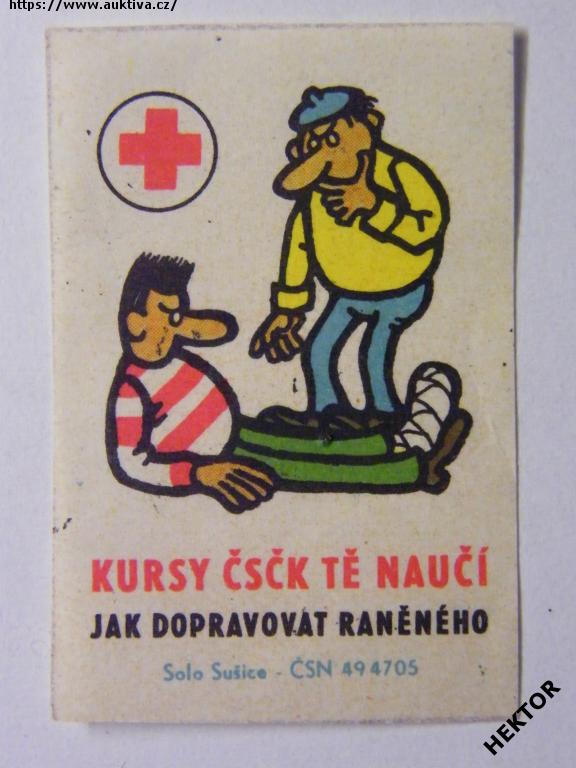 https://www.auktiva.cz/
KURSY ČSČK TĚ NAUČÍ
JAK DOPRAVOVAT RANĚNÉHO
Solo Sušice - ČSN 49 4705
HEKTOR